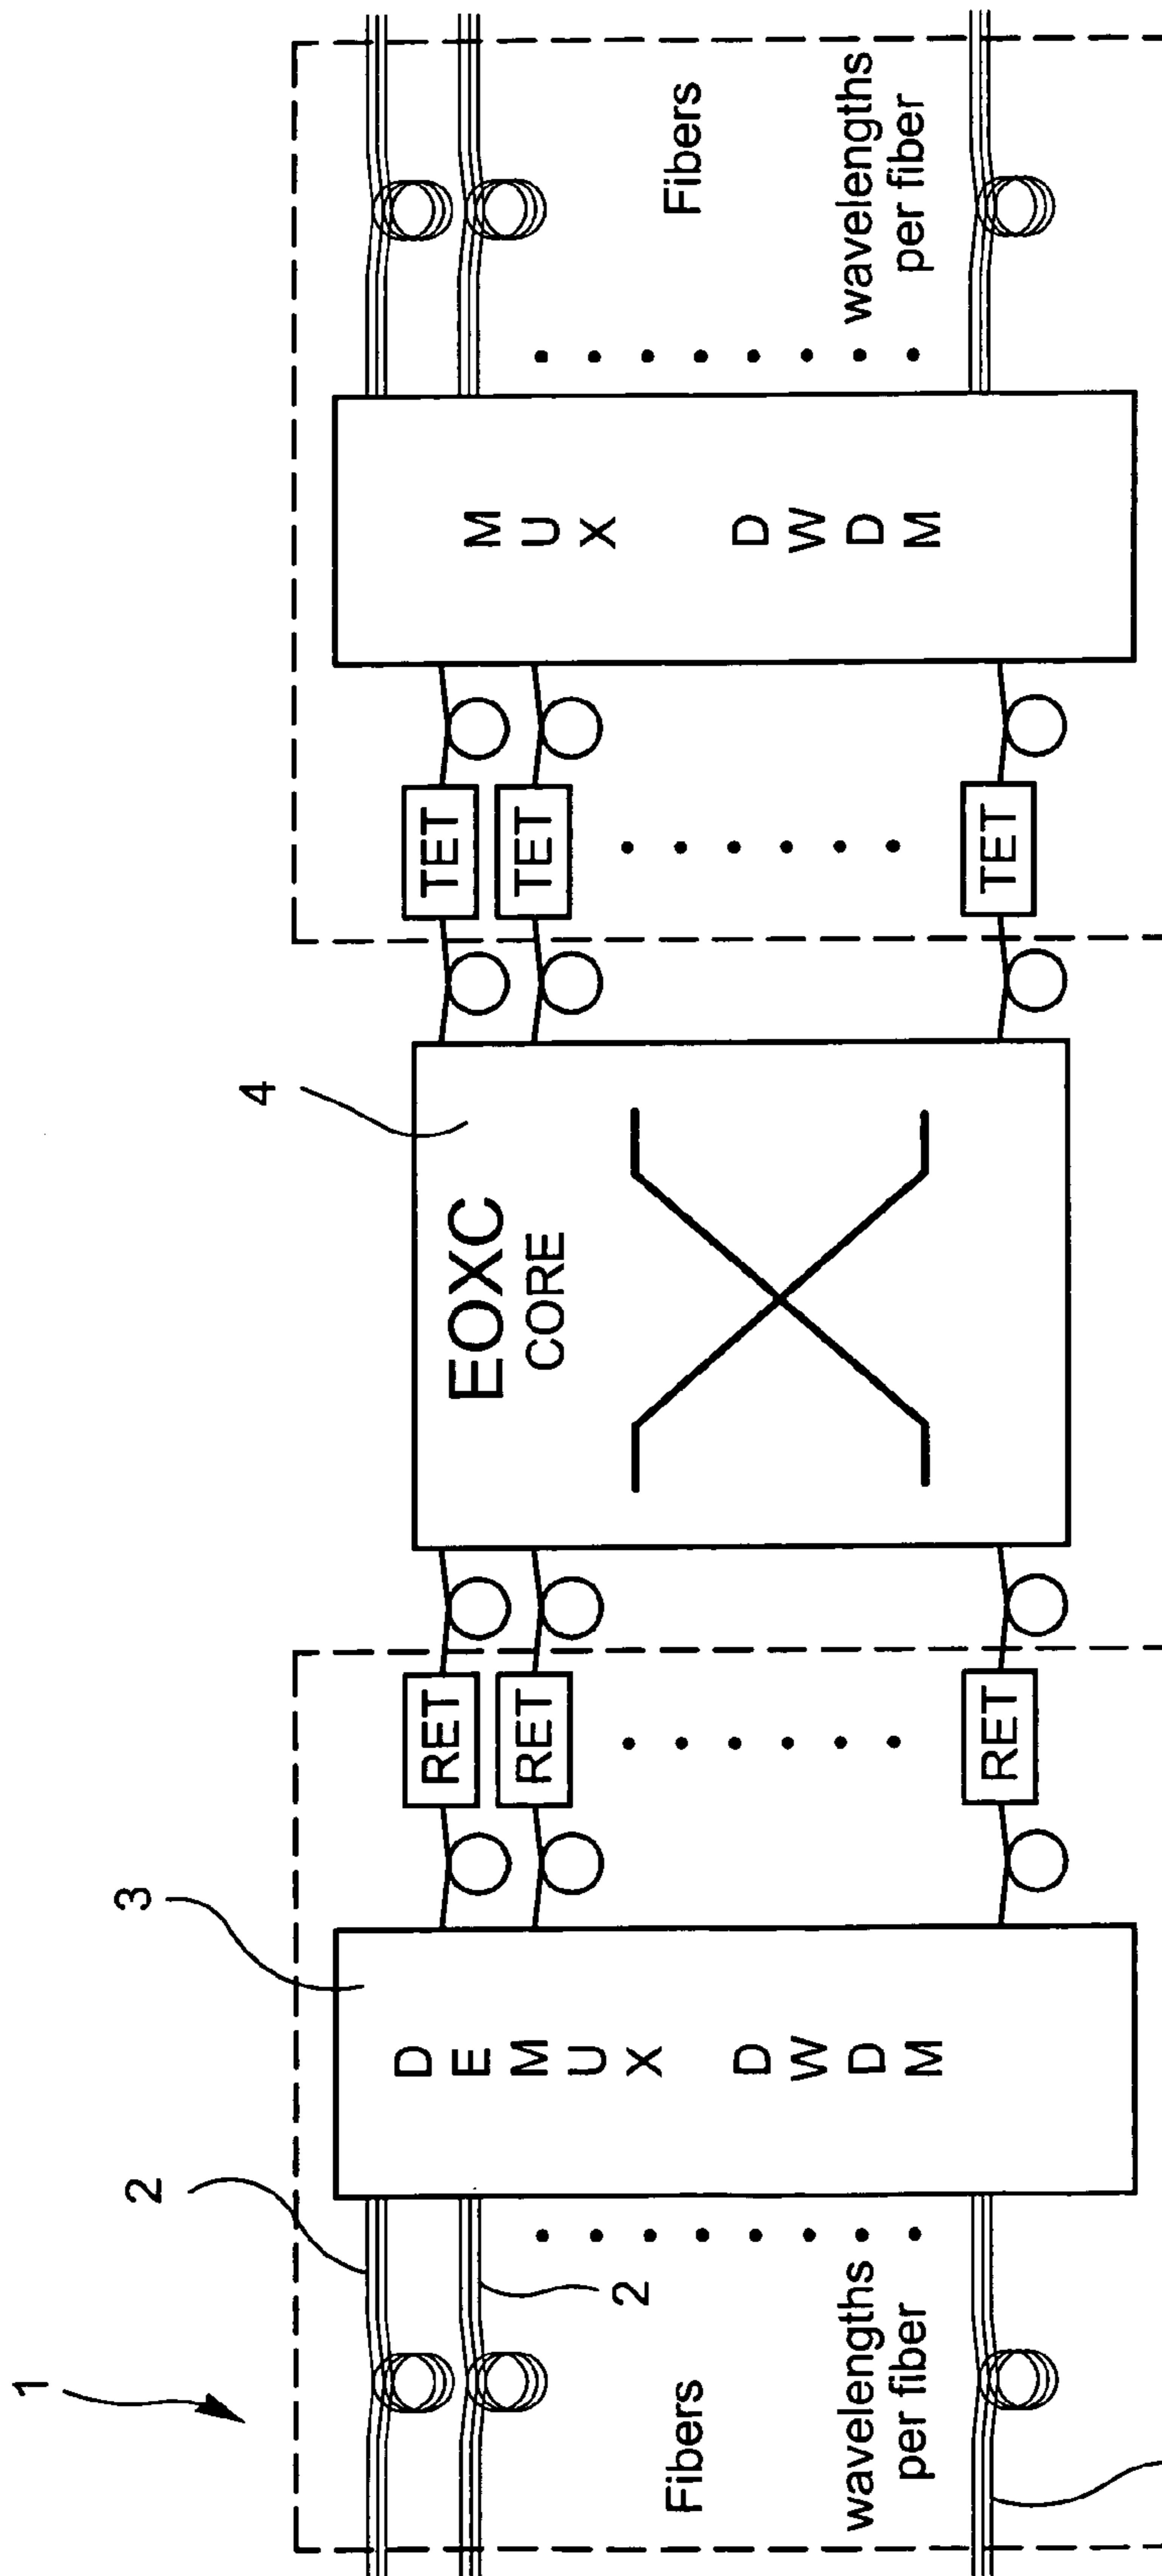 1
2
2
3
4
Fibers
wavelengths
per fiber
DEMUX DWDM
RET
RET
RET
EOXC
CORE
TET
TET
TET
MUX DWDM
Fibers
wavelengths
per fiber